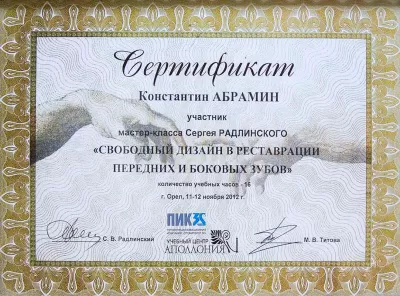 Сертификат
Константин АБРАМИН
участник
мастер-класса Сергея РАДЛИНСКОГО
«СВОБОДНЫЙ ДИЗАЙН В РЕСТАВРАЦИИ
ПЕРЕДНИХ И БОКОВЫХ ЗУБОВ»
количество учебных часов - 16
г. Орел, 11-12 ноября 2012 г.
ПИК
С. В. Радлинский
УЧЕБНЫЙ ЦЕНТР
АПОЛЛОНИЯ
М. В. Титова